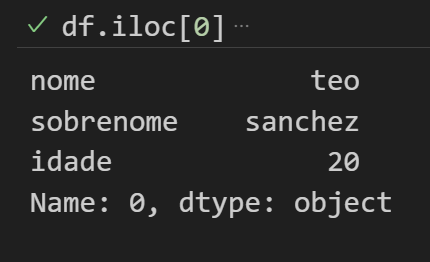 df.iloc[0] ...
nome teo
sobrenome sanchez
idade 20
Name: 0, dtype: object